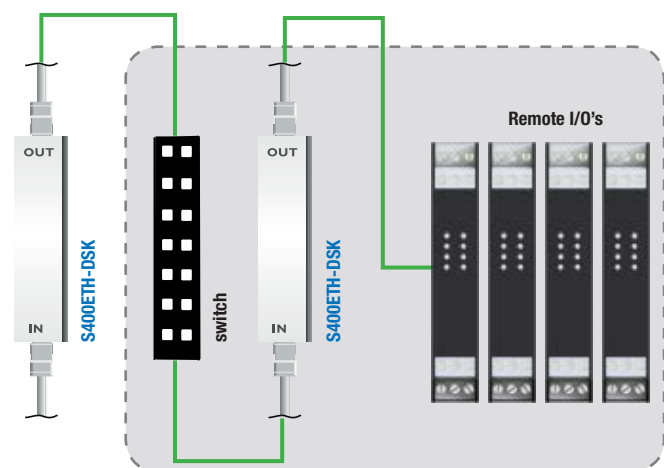 Remote I/O's
OUT
IN
S400ETH-DSK
switch
OUT
IN
S400ETH-DSK